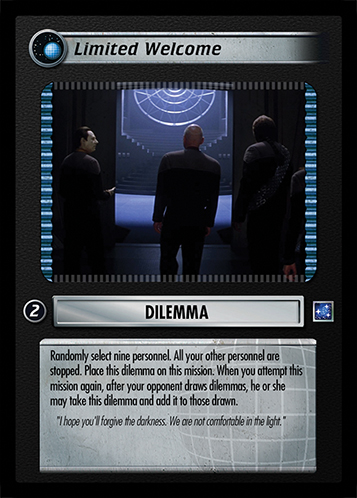 Limited Welcome
2
DILEMMA
Randomly select nine personnel. All your other personnel are
stopped. Place this dilemma on this mission. When you attempt this
mission again, after your opponent draws dilemmas, he or she
may take this dilemma and add it to those drawn.
"I hope you'll forgive the darkness. We are not comfortable in the light."